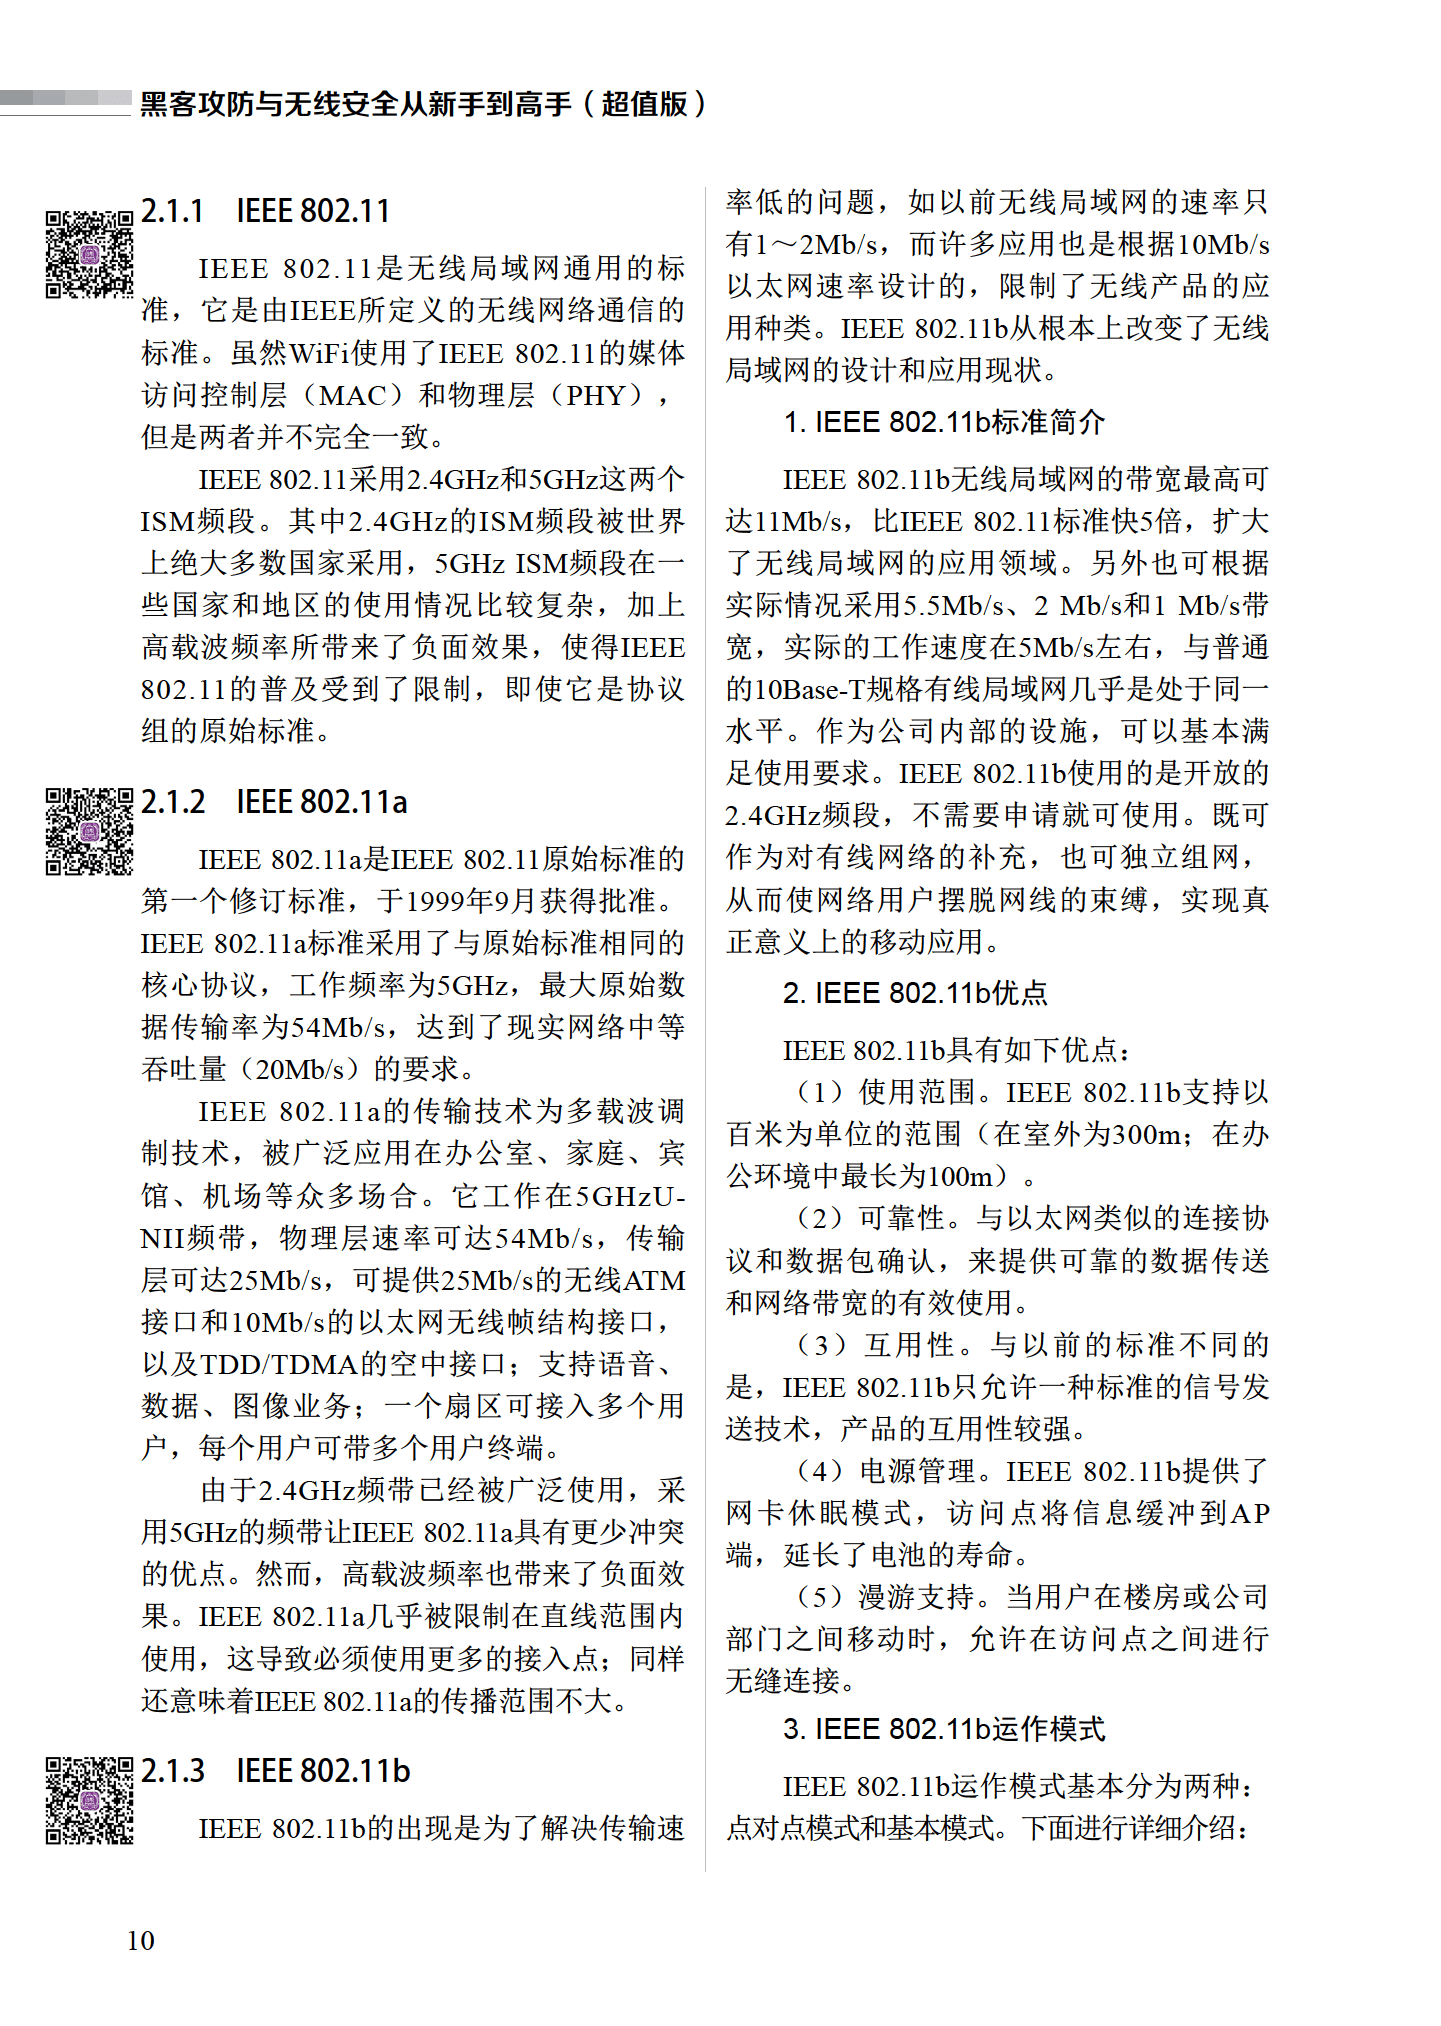 黑客攻防与无线安全从新手到高手（超值版）
2.1.1 IEEE 802.11
IEEE 802.11是无线局域网通用的标
准，它是由IEEE所定义的无线网络通信的
标准。虽然WiFi使用了IEEE 802.11的媒体
访问控制层（MAC）和物理层（PHY），
但是两者并不完全一致。
IEEE 802.11采用2.4GHz和5GHz这两个
ISM频段。其中2.4GHz的ISM频段被世界
上绝大多数国家采用，5GHz ISM频段在一
些国家和地区的使用情况比较复杂，加上
高载波频率所带来了负面效果，使得IEEE
802.11的普及受到了限制，即使它是协议
组的原始标准。
2.1.2 IEEE 802.11a
IEEE 802.11a是IEEE 802.11原始标准的
第一个修订标准，于1999年9月获得批准。
IEEE 802.11a标准采用了与原始标准相同的
核心协议，工作频率为5GHz，最大原始数
据传输率为54Mb/s，达到了现实网络中等
吞吐量（20Mb/s）的要求。
IEEE 802.11a的传输技术为多载波调
制技术，被广泛应用在办公室、家庭、宾
馆、机场等众多场合。它工作在5GHzU-
NII频带，物理层速率可达54Mb/s，传输
层可达25Mb/s，可提供25Mb/s的无线ATM
接口和10Mb/s的以太网无线帧结构接口，
以及TDD/TDMA的空中接口；支持语音、
数据、图像业务；一个扇区可接入多个用
户，每个用户可带多个用户终端。
由于2.4GHz频带已经被广泛使用，采
用5GHz的频带让IEEE 802.11a具有更少冲突
的优点。然而，高载波频率也带来了负面效
果。IEEE 802.11a几乎被限制在直线范围内
使用，这导致必须使用更多的接入点；同样
还意味着IEEE 802.11a的传播范围不大。
2.1.3 IEEE 802.11b
IEEE 802.11b的出现是为了解决传输速
率低的问题，如以前无线局域网的速率只
有1～2Mb/s，而许多应用也是根据10Mb/s
以太网速率设计的，限制了无线产品的应
用种类。IEEE 802.11b从根本上改变了无线
局域网的设计和应用现状。
1. IEEE 802.11b标准简介
IEEE 802.11b无线局域网的带宽最高可
达11Mb/s，比IEEE 802.11标准快5倍，扩大
了无线局域网的应用领域。另外也可根据
实际情况采用5.5Mb/s、2 Mb/s和1 Mb/s带
宽，实际的工作速度在5Mb/s左右，与普通
的10Base-T规格有线局域网几乎是处于同一
水平。作为公司内部的设施，可以基本满
足使用要求。IEEE 802.11b使用的是开放的
2.4GHz频段，不需要申请就可使用。既可
作为对有线网络的补充，也可独立组网，
从而使网络用户摆脱网线的束缚，实现真
正意义上的移动应用。
2. IEEE 802.11b优点
IEEE 802.11b具有如下优点：
（1）使用范围。IEEE 802.11b支持以
百米为单位的范围（在室外为300m；在办
公环境中最长为100m）。
（2）可靠性。与以太网类似的连接协
议和数据包确认，来提供可靠的数据传送
和网络带宽的有效使用。
（3）互用性。与以前的标准不同的
是，IEEE 802.11b只允许一种标准的信号发
送技术，产品的互用性较强。
（4）电源管理。IEEE 802.11b提供了
网卡休眠模式，访问点将信息缓冲到AP
端，延长了电池的寿命。
（5）漫游支持。当用户在楼房或公司
部门之间移动时，允许在访问点之间进行
无缝连接。
3. IEEE 802.11b运作模式
IEEE 802.11b运作模式基本分为两种：
点对点模式和基本模式。下面进行详细介绍：
10